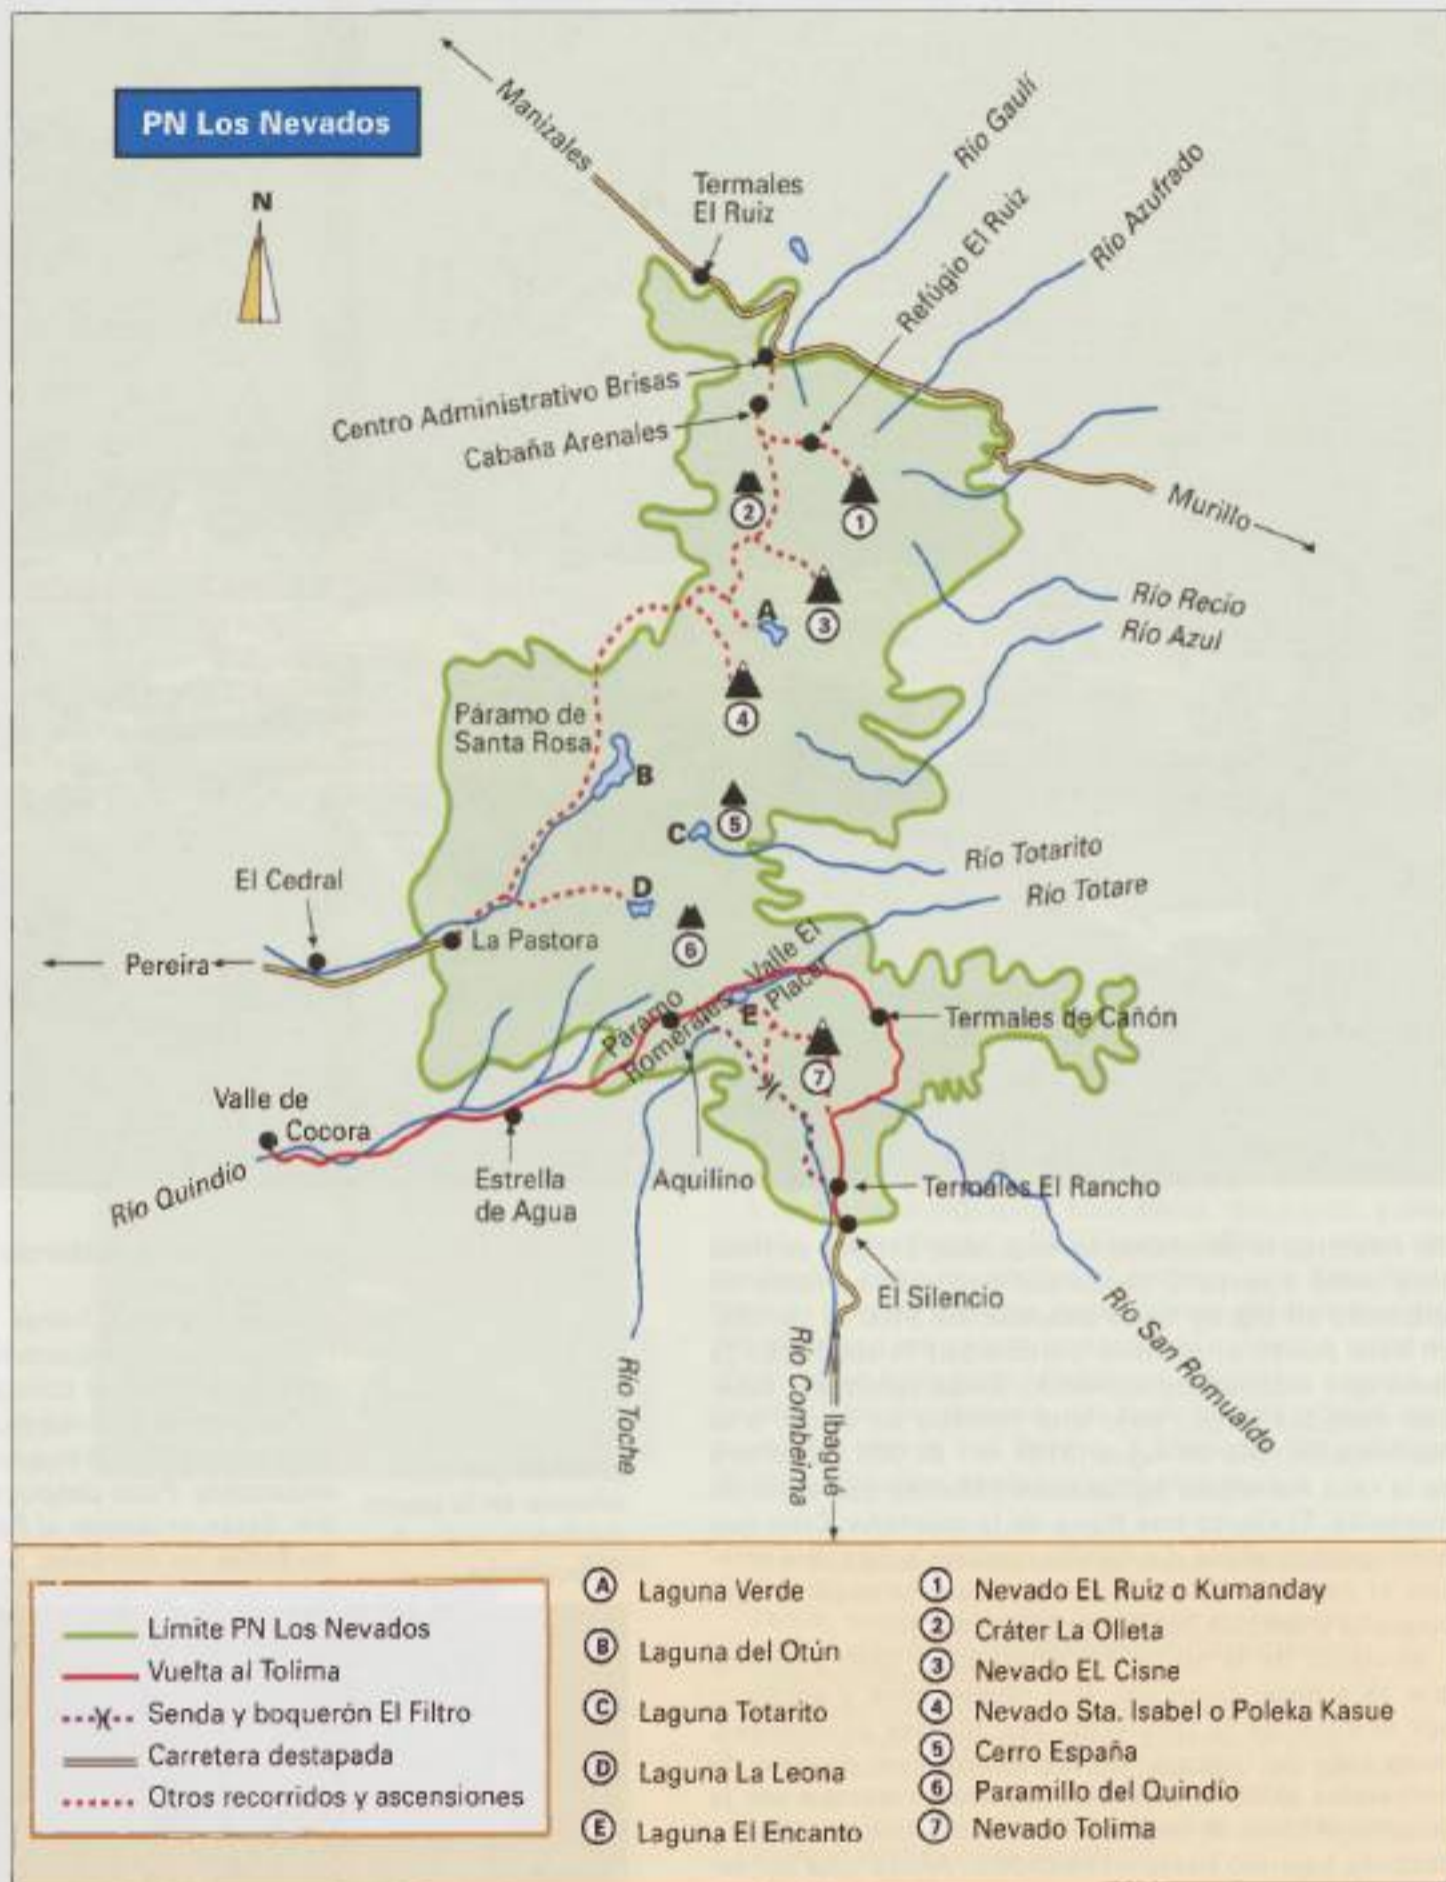 PN Los Nevados
N
Manizales
Termales
El Ruiz
Río Gaulí
Río Azufrado
Refúgio El Ruiz
Centro Administrativo Brisas
Cabaña Arenales
2
1
Murillo
Río Recio
Río Azul
A
3
4
Páramo de
Santa Rosa
B
5
C
Río Totarito
Río Totare
El Cedral
D
La Pastora
6
Pereira
Valle El
Placer
Páramo
Romerales
E
Termales de Cañón
7
Valle de
Cocora
Río Quindio
Estrella
de Agua
Aquilino
Termales El Rancho
El Silencio
Río San Romualdo
Río Toche
Río Combeima
Ibagué
Límite PN Los Nevados
Vuelta al Tolima
Senda y boquerón El Filtro
Carretera destapada
Otros recorridos y ascensiones
A Laguna Verde
B Laguna del Otún
C Laguna Totarito
D Laguna La Leona
E Laguna El Encanto
1 Nevado EL Ruiz o Kumanday
2 Cráter La Olleta
3 Nevado EL Cisne
4 Nevado Sta. Isabel o Poleka Kasue
5 Cerro España
6 Paramillo del Quindío
7 Nevado Tolima